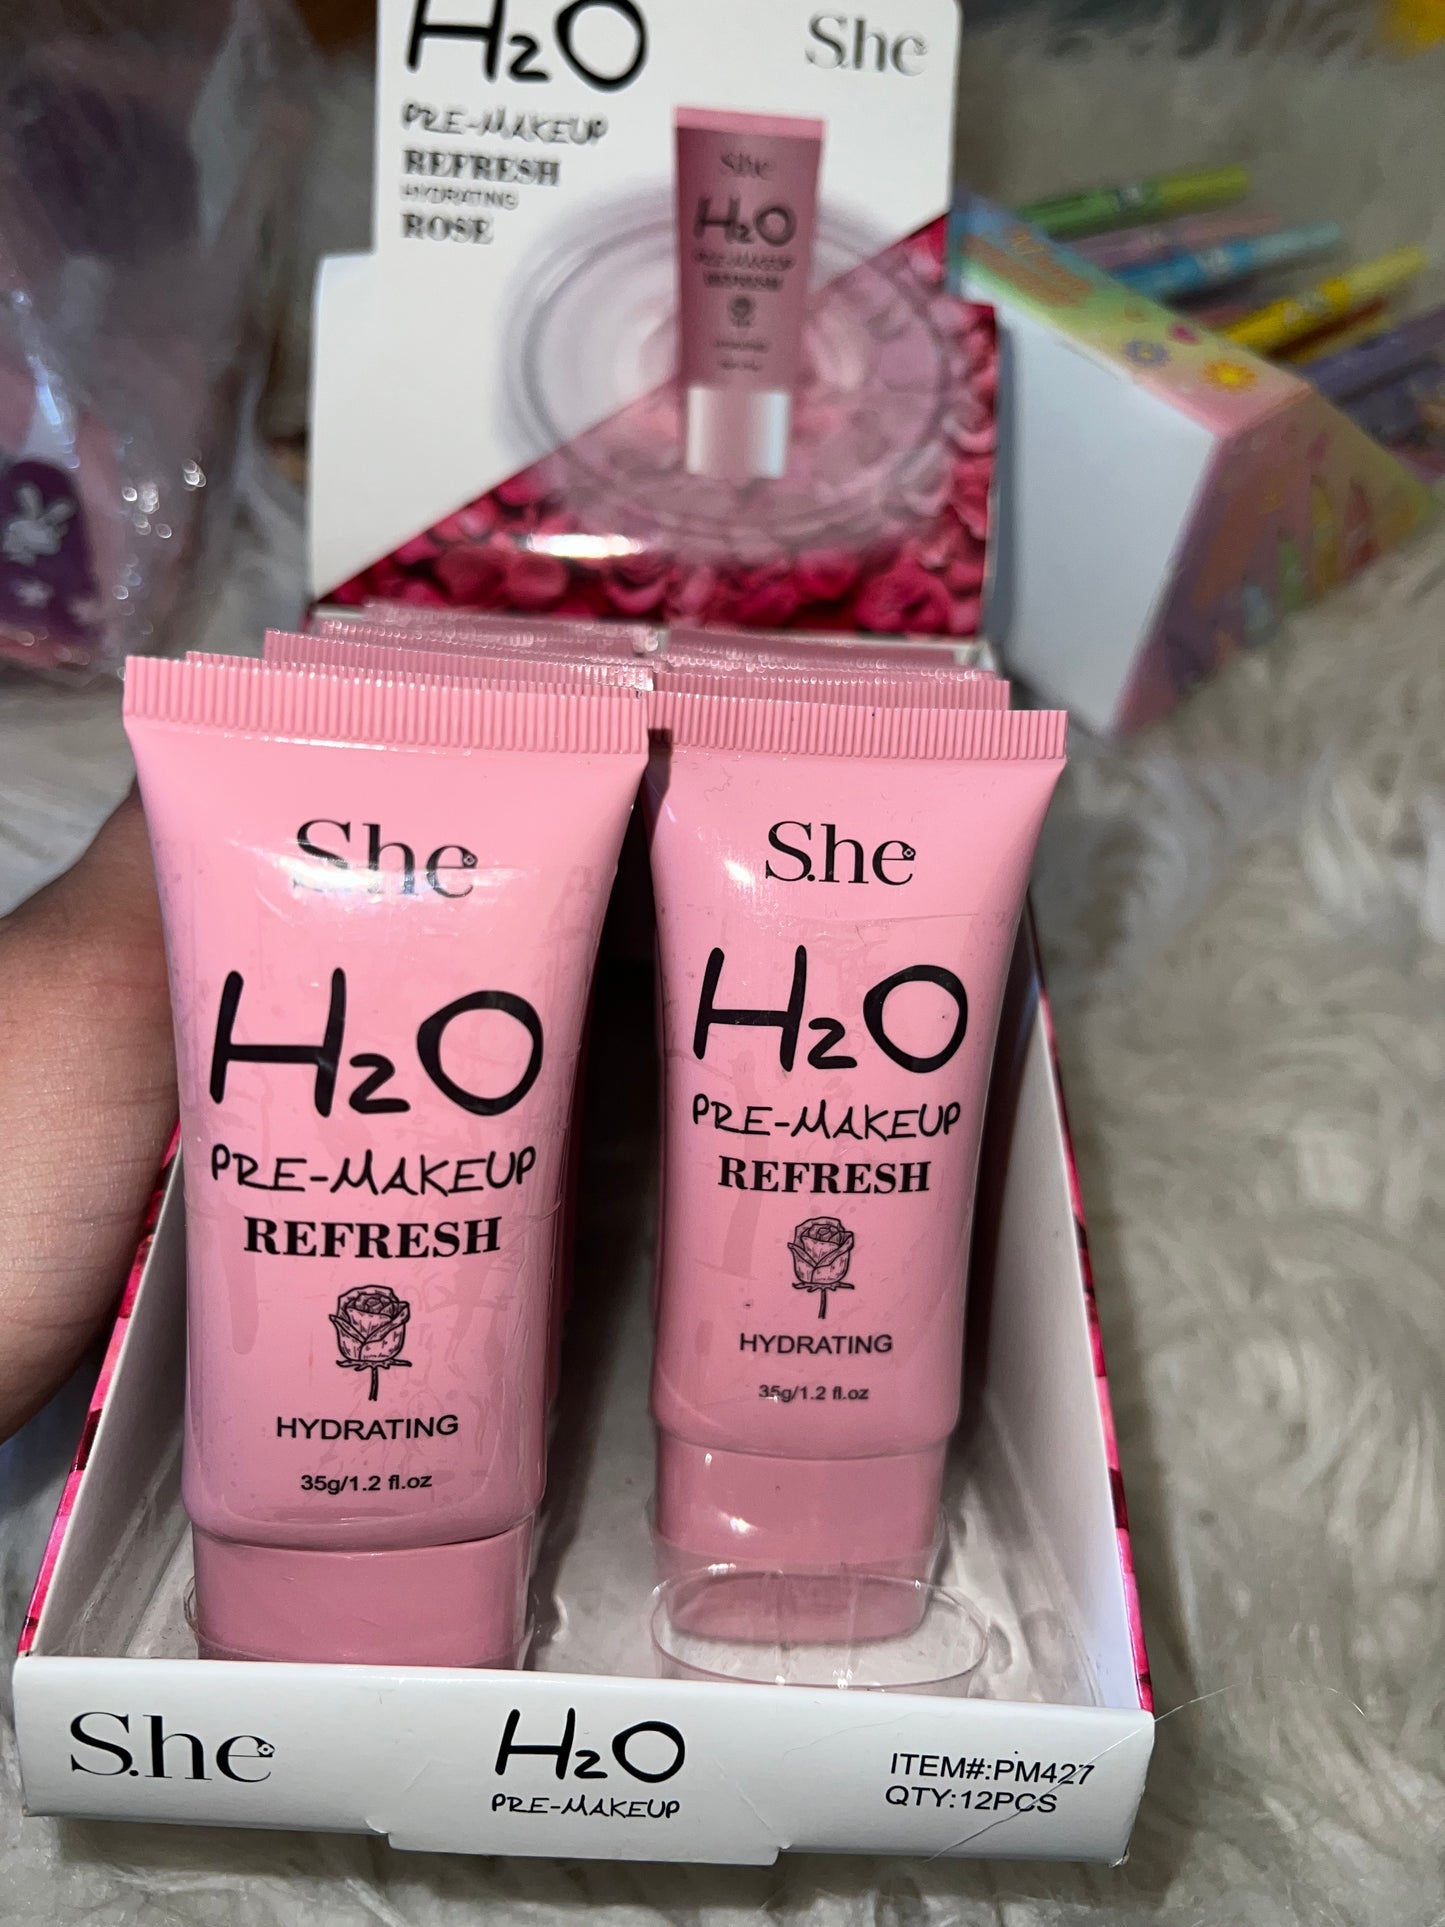 H2O
S.he
PRE-MAKEUP
REFRESH
HYDRATING
ROSE
S.he
H2O
PRE-MAKEUP
REFRESH
S.he
H2O
PRE-MAKEUP
REFRESH
HYDRATING
35g/1.2 fl.oz
S.he
H2O
PRE-MAKEUP
REFRESH
HYDRATING
35g/1.2 fl.oz
S.he
H2O
PRE-MAKEUP
ITEM#:PM427
QTY:12PCS